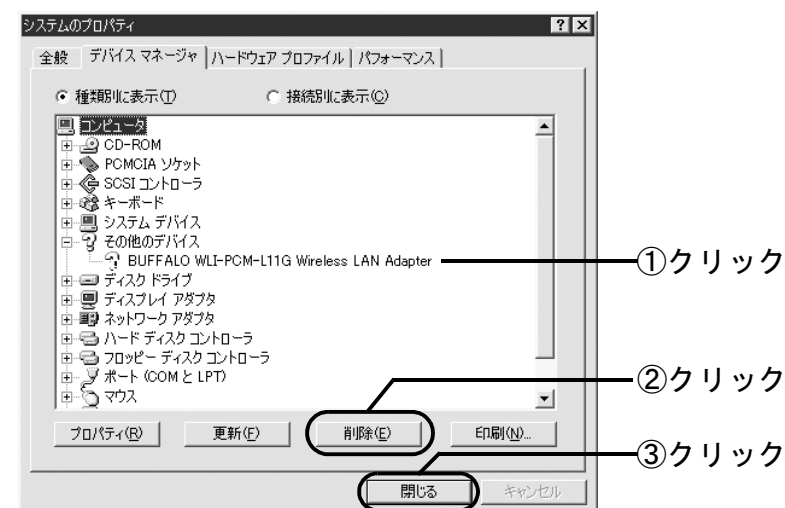 システムのプロパティ
全般 デバイス マネージャ ハードウェア プロファイル パフォーマンス
種類別に表示(T) 接続別に表示(C)
コンピュータ
CD-ROM
PCMCIA ソケット
SCSI コントローラ
キーボード
システム デバイス
その他のデバイス
BUFFALO WLI-PCM-L11G Wireless LAN Adapter ①クリック
ディスク ドライブ
ディスプレイ アダプタ
ネットワーク アダプタ
ハード ディスク コントローラ
フロッピー ディスク コントローラ
ポート (COM と LPT)
②クリック
マウス
プロパティ(R) 更新(F) 削除(E) 印刷(N)...
③クリック
閉じる キャンセル